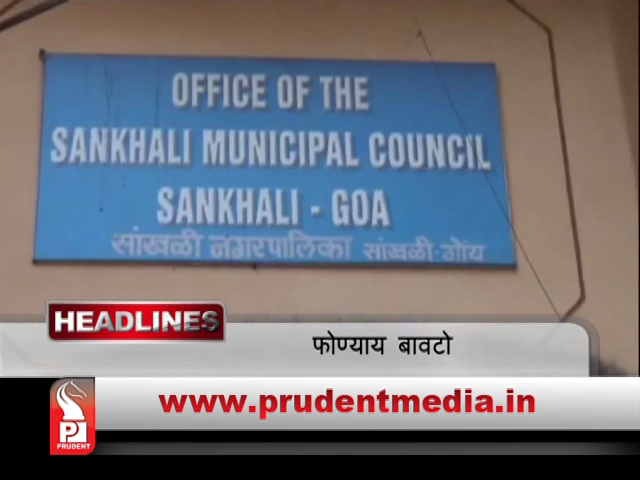 OFFICE OF THE
SANKHALI MUNICIPAL COUNCIL
SANKHALI - GOA
सांखळी नगरपालिका सांखळी-गोंय
HEADLINES
फोण्याय बावटो
www.prudentmedia.in
PRUDENT